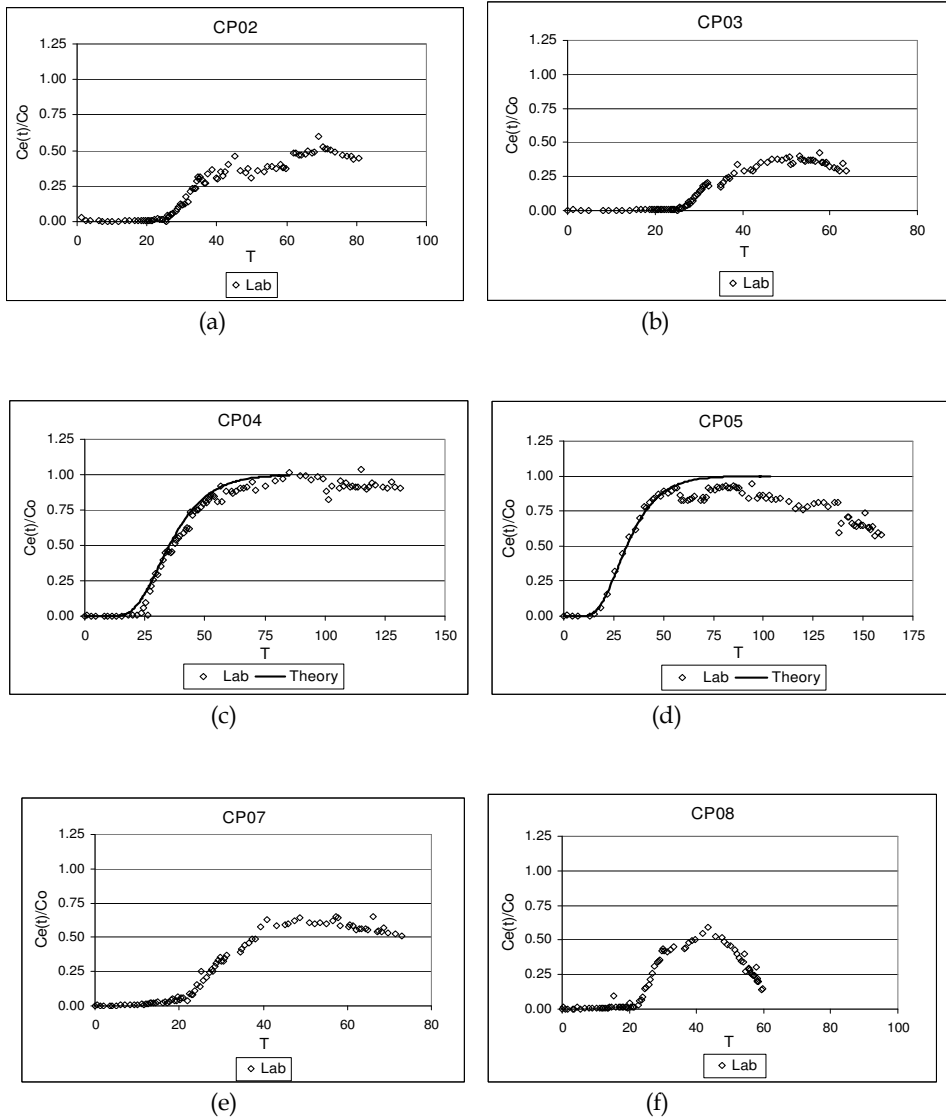 CP02
1.25
1.00
0.75
0.50
0.25
0.00
Ce(t)/Co
0 20 40 60 80 100
T
Lab
(a)
CP03
1.25
1.00
0.75
0.50
0.25
0.00
Ce(t)/Co
0 20 40 60 80
T
Lab
(b)
CP04
1.25
1.00
0.75
0.50
0.25
0.00
Ce(t)/Co
0 25 50 75 100 125 150
T
Lab Theory
(c)
CP05
1.25
1.00
0.75
0.50
0.25
0.00
Ce(t)/Co
0 25 50 75 100 125 150 175
T
Lab Theory
(d)
CP07
1.25
1.00
0.75
0.50
0.25
0.00
Ce(t)/Co
0 20 40 60 80
T
Lab
(e)
CP08
1.25
1.00
0.75
0.50
0.25
0.00
Ce(t)/Co
0 20 40 60 80 100
T
Lab
(f)